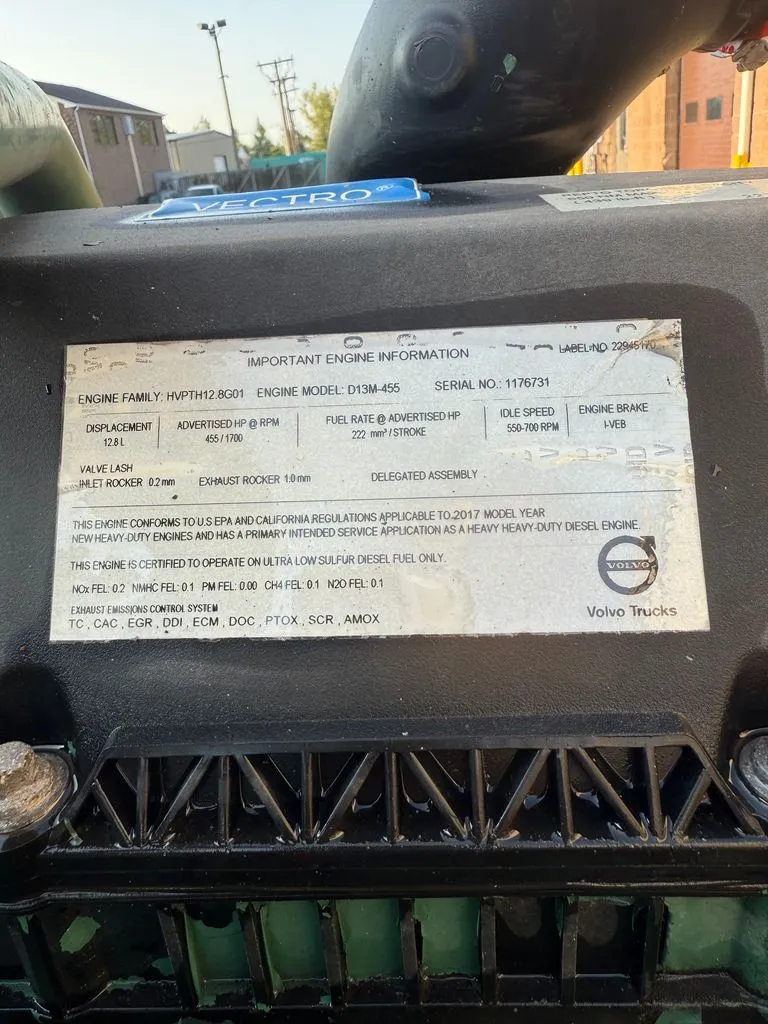 VECTRO®
IMPORTANT ENGINE INFORMATION
LABEL NO 22945170
ENGINE FAMILY: HVPTH12.8G01 ENGINE MODEL: D13M-455 SERIAL NO.: 1176731
DISPLACEMENT ADVERTISED HP @ RPM FUEL RATE @ ADVERTISED HP IDLE SPEED ENGINE BRAKE
12.8 L 455 / 1700 222 mm³ / STROKE 550-700 RPM I-VEB
VALVE LASH
INLET ROCKER 0.2 mm EXHAUST ROCKER 1.0 mm DELEGATED ASSEMBLY
THIS ENGINE CONFORMS TO U.S EPA AND CALIFORNIA REGULATIONS APPLICABLE TO 2017 MODEL YEAR
NEW HEAVY-DUTY ENGINES AND HAS A PRIMARY INTENDED SERVICE APPLICATION AS A HEAVY HEAVY-DUTY DIESEL ENGINE.
THIS ENGINE IS CERTIFIED TO OPERATE ON ULTRA LOW SULFUR DIESEL FUEL ONLY.
NOx FEL: 0.2 NMHC FEL: 0.1 PM FEL: 0.00 CH4 FEL: 0.1 N2O FEL: 0.1
EXHAUST EMISSIONS CONTROL SYSTEM
TC , CAC , EGR , DDI , ECM , DOC , PTOX , SCR , AMOX
VOLVO
Volvo Trucks